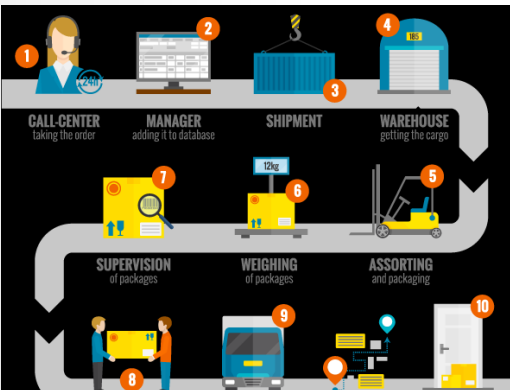 1
24h
CALL-CENTER
taking the order
2
MANAGER
adding it to database
3
SHIPMENT
4
185
WAREHOUSE
getting the cargo
5
ASSORTING
and packaging
6
12kg
WEIGHING
of packages
7
SUPERVISION
of packages
8
9
10